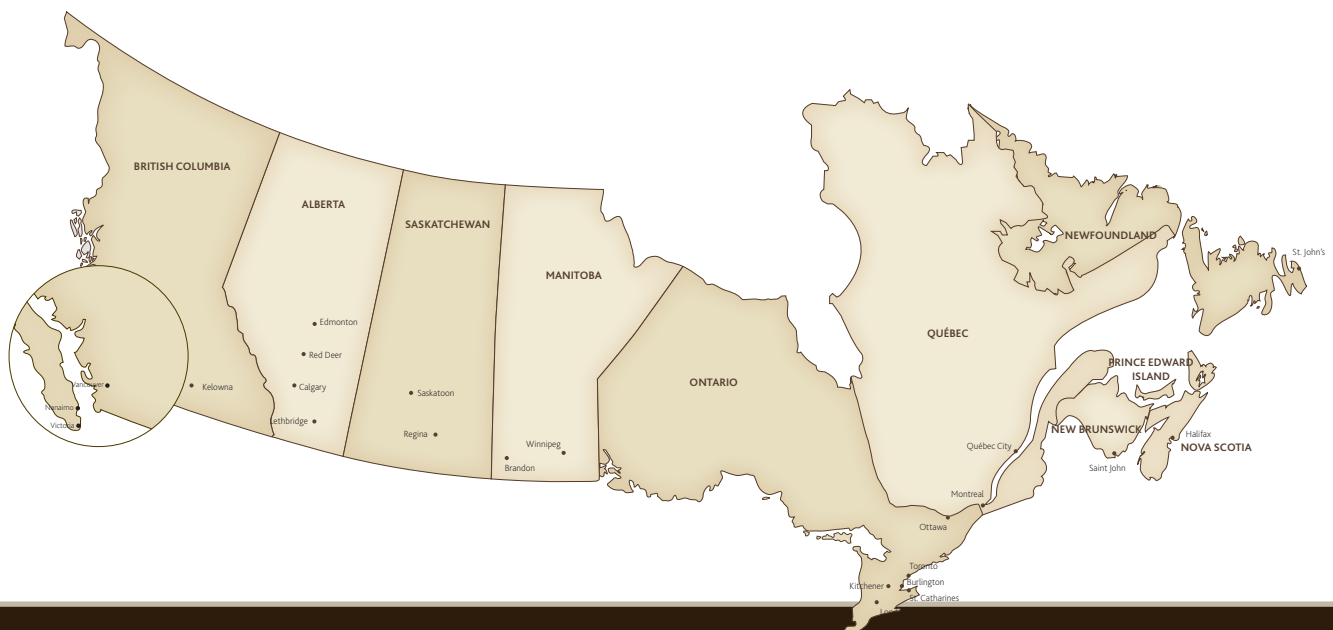 BRITISH COLUMBIA
ALBERTA
SASKATCHEWAN
NEWFOUNDLAND
St. John's
MANITOBA
Edmonton
QUÉBEC
Red Deer
PRINCE EDWARD
ISLAND
ONTARIO
Vancouver
Kelowna
Calgary
Saskatoon
Nanaimo
Victoria
Lethbridge
Regina
NEW BRUNSWICK
Halifax
Winnipeg
Québec City
NOVA SCOTIA
Brandon
Saint John
Montreal
Ottawa
Toronto
Kitchener
Burlington
St. Catharines